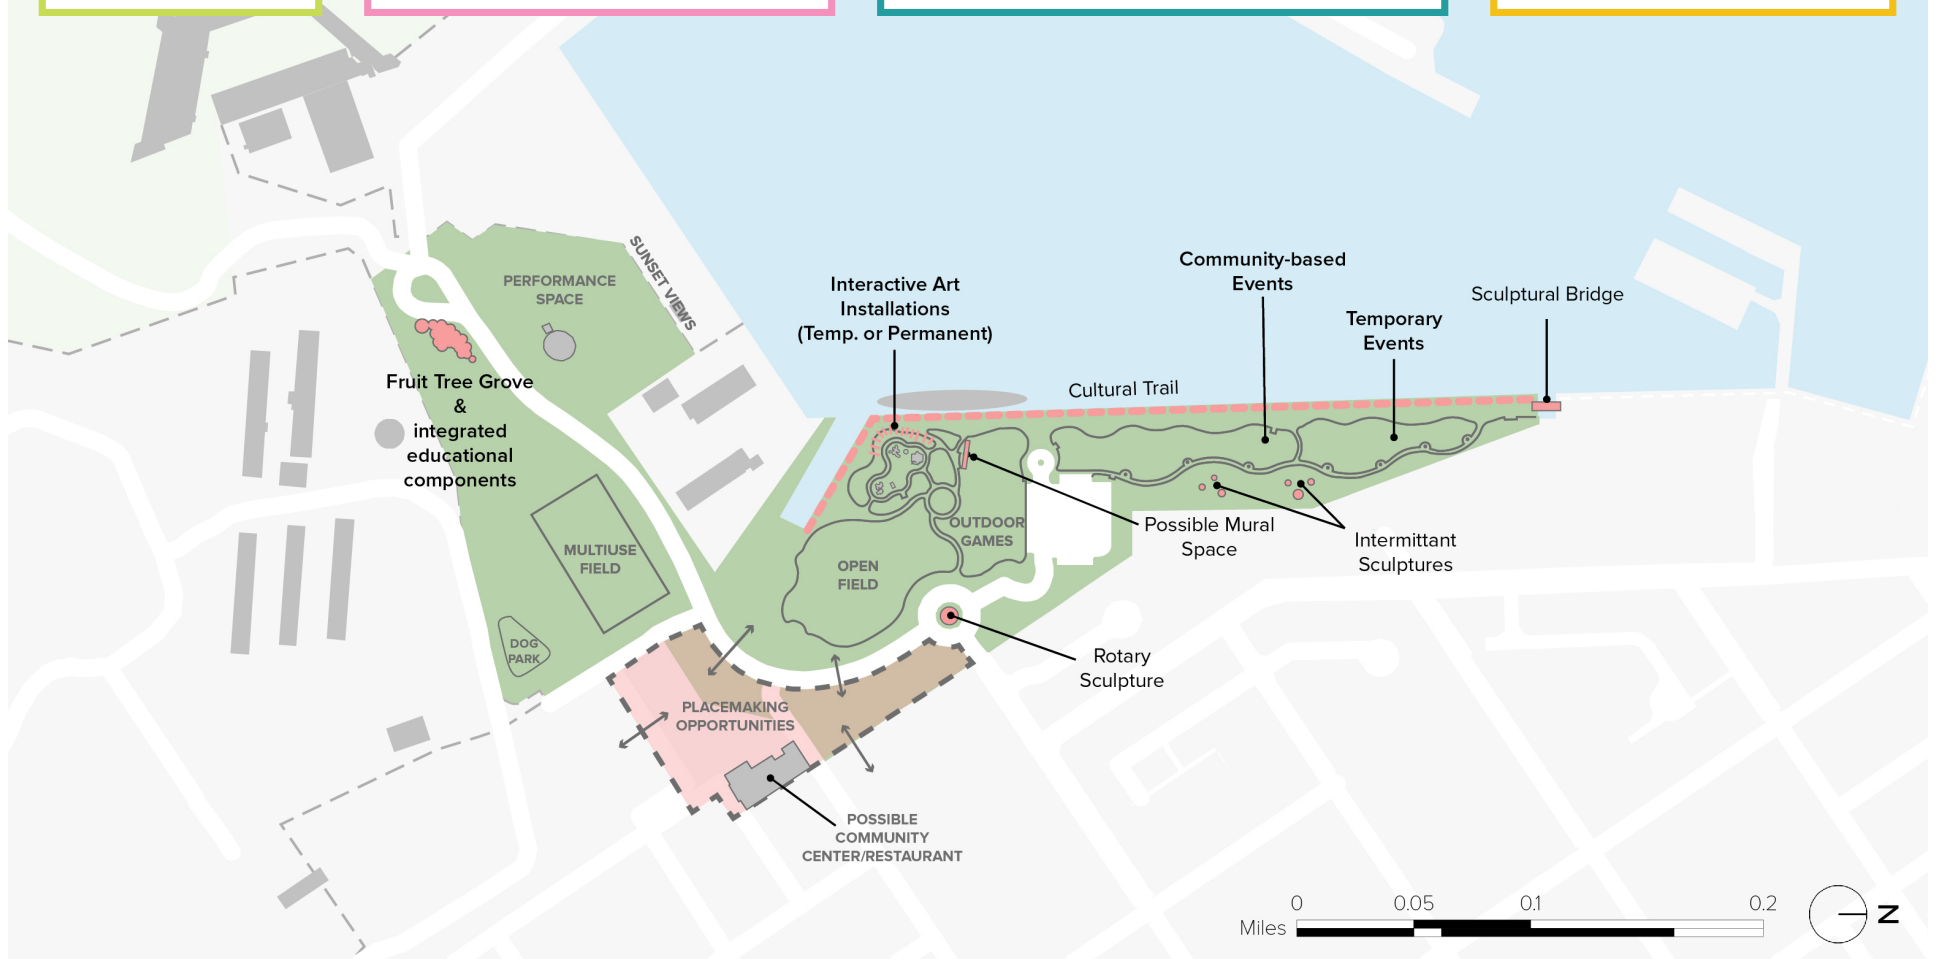 PERFORMANCE
SPACE
SUNSET VIEWS
Interactive Art
Installations
(Temp. or Permanent)
Community-based
Events
Temporary
Events
Sculptural Bridge
Cultural Trail
Fruit Tree Grove
&
integrated
educational
components
MULTIUSE
FIELD
DOG
PARK
OPEN
FIELD
OUTDOOR
GAMES
Possible Mural
Space
Intermittant
Sculptures
Rotary
Sculpture
PLACEMAKING
OPPORTUNITIES
POSSIBLE
COMMUNITY
CENTER/RESTAURANT
0 0.05 0.1 0.2
Miles
N